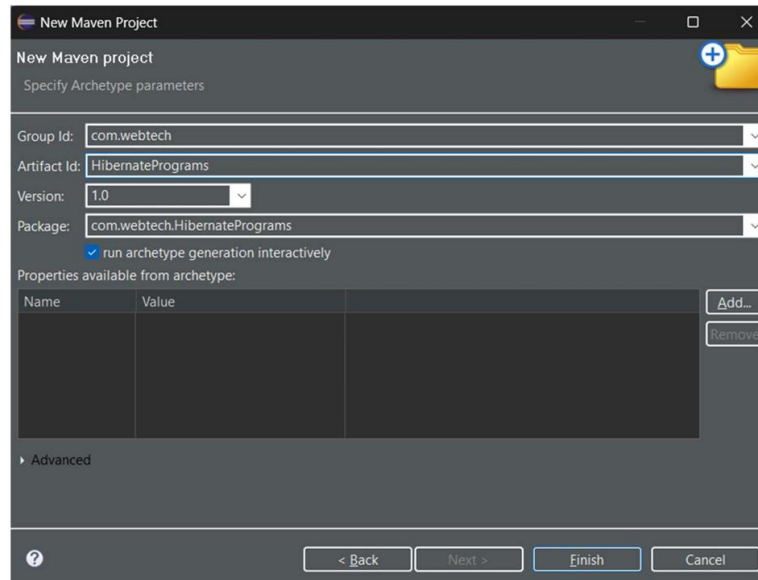 New Maven Project
New Maven project
Specify Archetype parameters
Group Id: com.webtech
Artifact Id: HibernatePrograms
Version: 1.0
Package: com.webtech.HibernatePrograms
run archetype generation interactively
Properties available from archetype:
Name Value
Add...
Remove
Advanced
? < Back Next > Finish Cancel